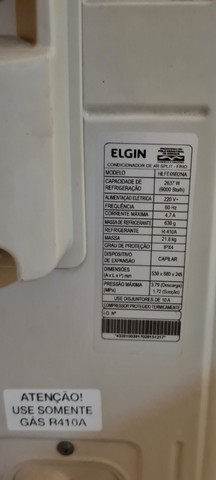 ELGIN
CONDICIONADOR DE AR SPLIT - FRIO
MODELO HLFE09B2NA
CAPACIDADE DE REFRIGERAÇÃO 2637 W (9000 Btu/h)
ALIMENTAÇÃO ELÉTRICA 220 V~
FREQUÊNCIA 60 Hz
CORRENTE MÁXIMA 4,7 A
MASSA DE REFRIGERANTE
REFRIGERANTE R-410A
MASSA 21,8 kg
GRAU DE PROTEÇÃO IPX4
DISPOSITIVO DE EXPANSÃO CAPILAR
DIMENSÕES (A x L x P) mm
PRESSÃO MÁXIMA (MPa)
USE DISJUNTORES DE 10 A
COMPRESSOR PROTEGIDO TERMICAMENTE
I.D. Nº
ATENÇÃO!
USE SOMENTE
GÁS R410A